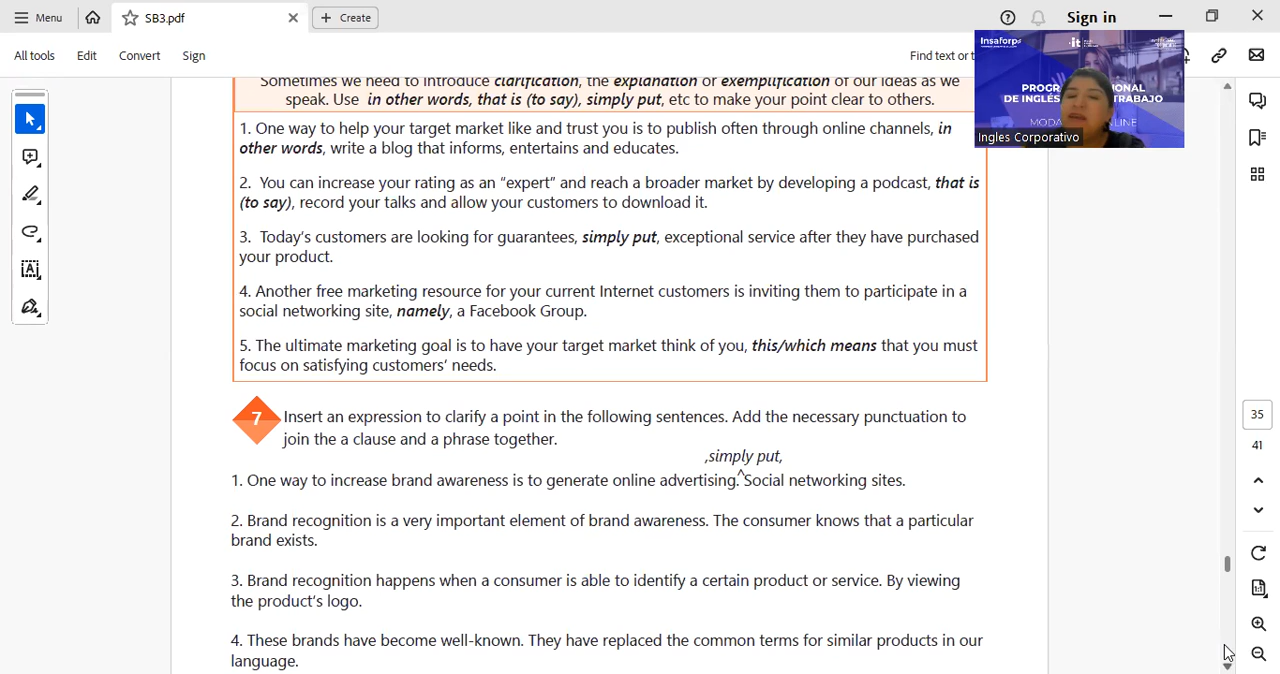 Menu
SB3.pdf
Create
Sign in
All tools
Edit
Convert
Sign
Find text or t
Insaforp
·it
PROGR IONAL
DE INGLÉS TRABAJO
MODA ONLINE
Ingles Corporativo
Sometimes we need to introduce clarification, the explanation or exemplification of our ideas as we
speak. Use in other words, that is (to say), simply put, etc to make your point clear to others.
1. One way to help your target market like and trust you is to publish often through online channels, in
other words, write a blog that informs, entertains and educates.
2. You can increase your rating as an “expert” and reach a broader market by developing a podcast, that is
(to say), record your talks and allow your customers to download it.
3. Today’s customers are looking for guarantees, simply put, exceptional service after they have purchased
your product.
4. Another free marketing resource for your current Internet customers is inviting them to participate in a
social networking site, namely, a Facebook Group.
5. The ultimate marketing goal is to have your target market think of you, this/which means that you must
focus on satisfying customers’ needs.
7 Insert an expression to clarify a point in the following sentences. Add the necessary punctuation to
join the a clause and a phrase together.
,simply put,
1. One way to increase brand awareness is to generate online advertising.^Social networking sites.
2. Brand recognition is a very important element of brand awareness. The consumer knows that a particular
brand exists.
3. Brand recognition happens when a consumer is able to identify a certain product or service. By viewing
the product’s logo.
4. These brands have become well-known. They have replaced the common terms for similar products in our
language.
35
41